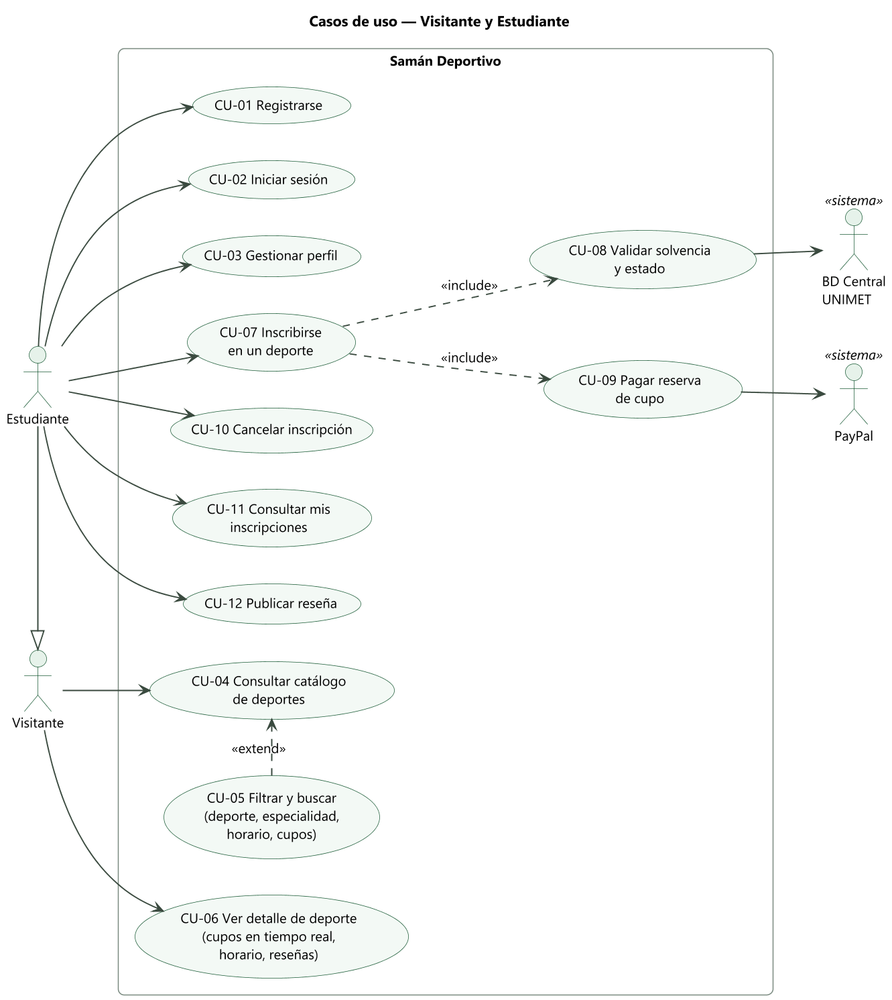 Casos de uso — Visitante y Estudiante
Samán Deportivo
CU-01 Registrarse
CU-02 Iniciar sesión
CU-03 Gestionar perfil
CU-07 Inscribirse
en un deporte
«include»
«include»
CU-08 Validar solvencia
y estado
CU-09 Pagar reserva
de cupo
«sistema»
BD Central
UNIMET
«sistema»
PayPal
Estudiante
CU-10 Cancelar inscripción
CU-11 Consultar mis
inscripciones
CU-12 Publicar reseña
Visitante
CU-04 Consultar catálogo
de deportes
«extend»
CU-05 Filtrar y buscar
(deporte, especialidad,
horario, cupos)
CU-06 Ver detalle de deporte
(cupos en tiempo real,
horario, reseñas)